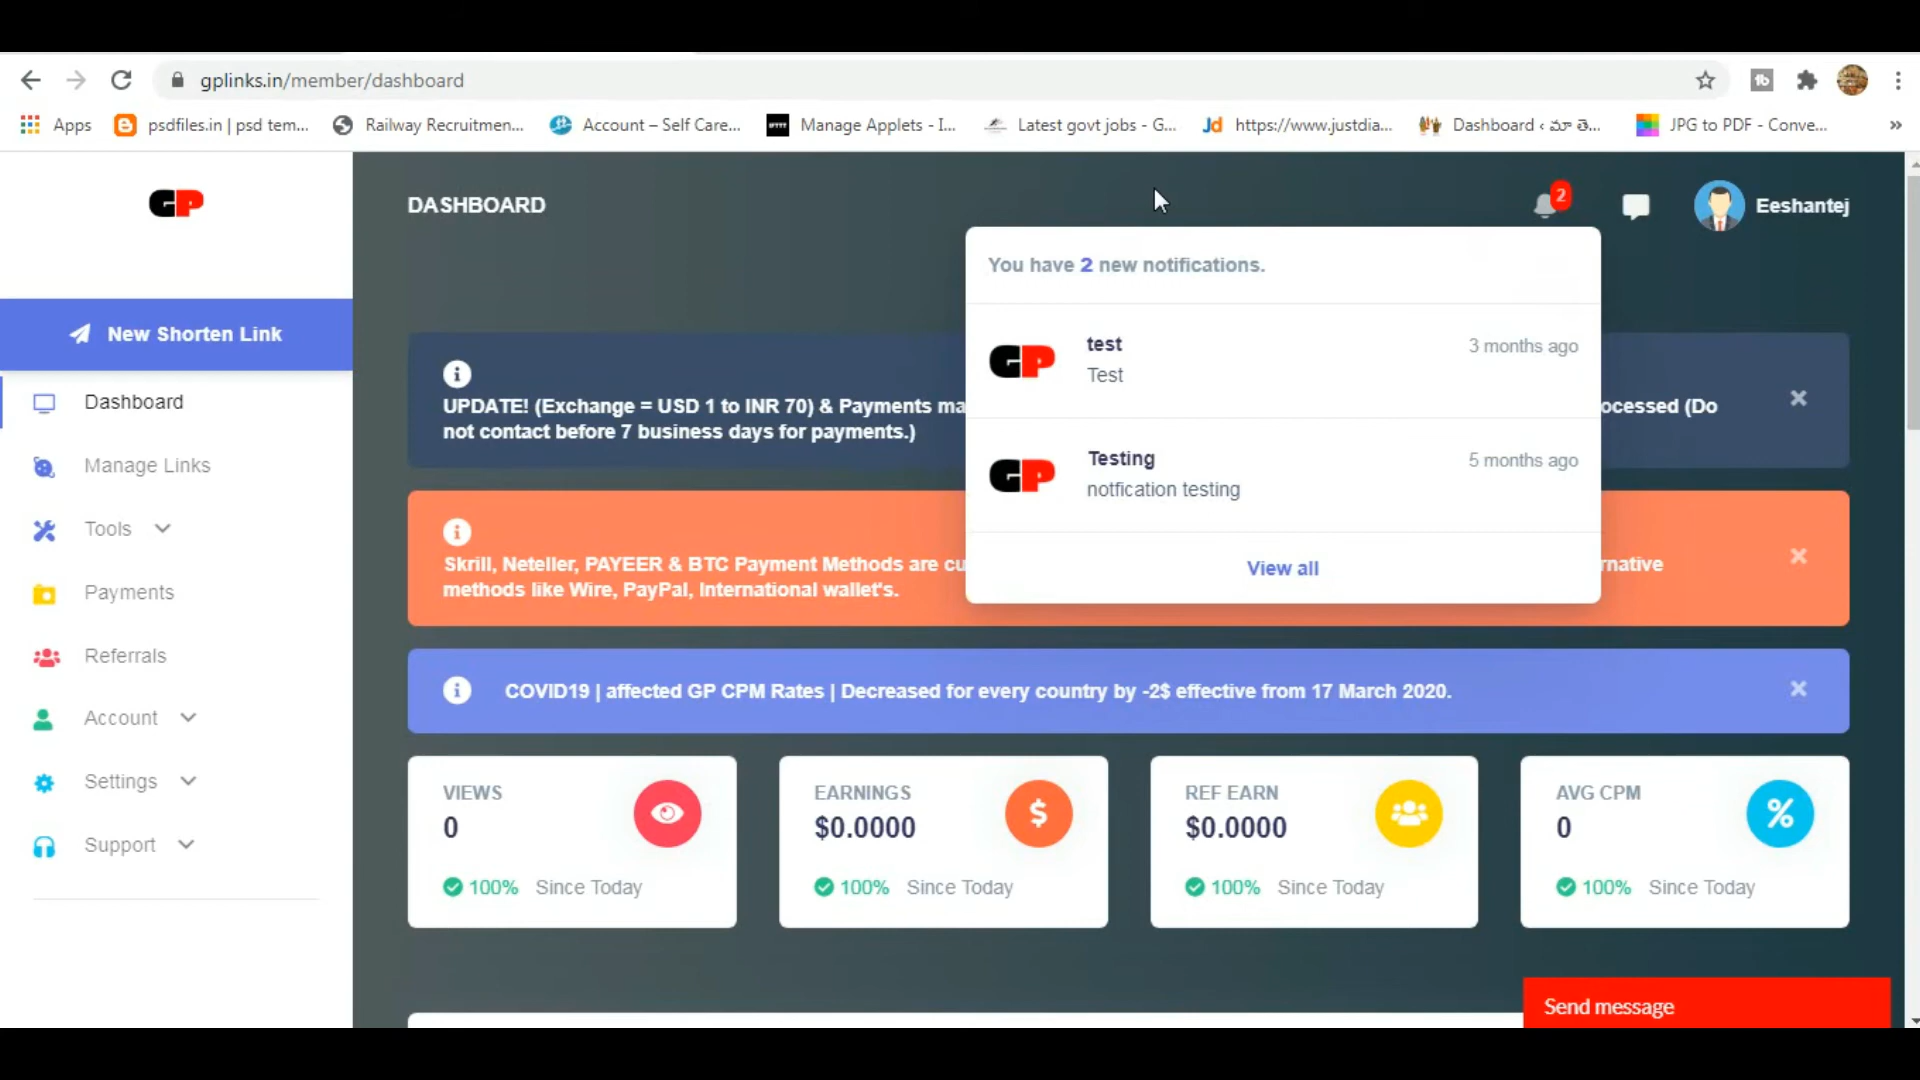 gplinks.in/member/dashboard
Apps
psdfiles.in | psd tem...
Railway Recruitmen...
Account – Self Care...
IFTTT
Manage Applets - I...
Latest govt jobs - G...
Jd
https://www.justdia...
Dashboard ‹ మా తె...
JPG to PDF - Conve...
»
GP
DASHBOARD
2
Eeshantej
You have 2 new notifications.
GP
test
3 months ago
Test
GP
Testing
5 months ago
notfication testing
View all
New Shorten Link
Dashboard
Manage Links
Tools
Payments
Referrals
Account
Settings
Support
UPDATE! (Exchange = USD 1 to INR 70) & Payments ma
ocessed (Do
not contact before 7 business days for payments.)
Skrill, Neteller, PAYEER & BTC Payment Methods are cu
rnative
methods like Wire, PayPal, International wallet's.
COVID19 | affected GP CPM Rates | Decreased for every country by -2$ effective from 17 March 2020.
VIEWS
0
100% Since Today
EARNINGS
$0.0000
$
100% Since Today
REF EARN
$0.0000
100% Since Today
AVG CPM
0
%
100% Since Today
Send message